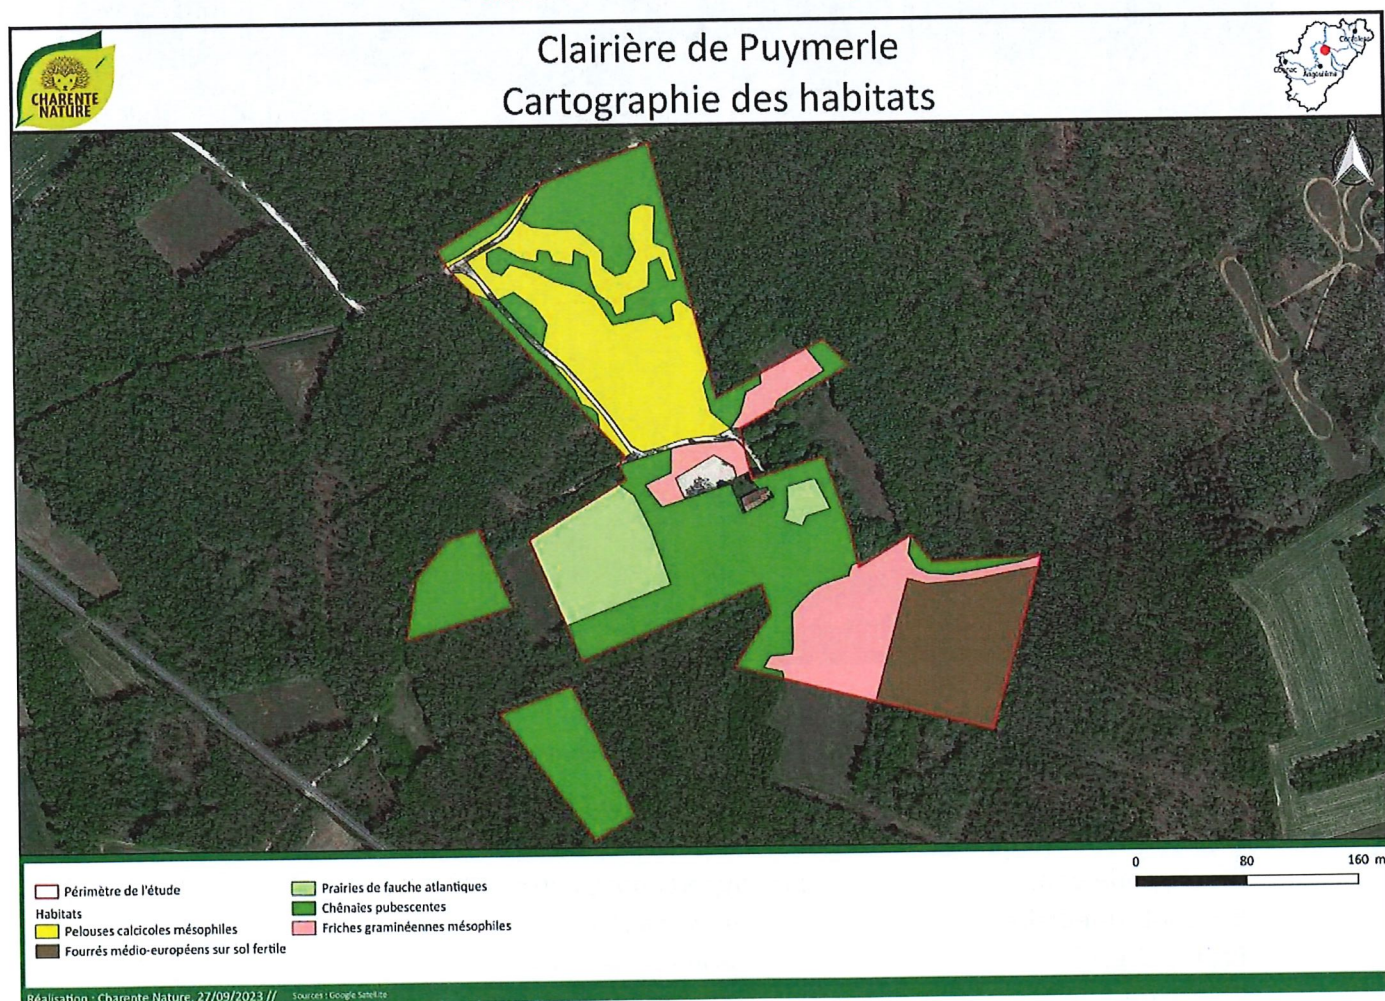 Clairière de Puymerle
Cartographie des habitats
CHARENTE
NATURE
Angoulême
N
0 80 160 m
Périmètre de l'étude
Habitats
Pelouses calcicoles mésophiles
Fourrés médio-européens sur sol fertile
Prairies de fauche atlantiques
Chênaies pubescentes
Friches graminéennes mésophiles
Réalisation : Charente Nature, 27/09/2023 // Sources : Google Satellite